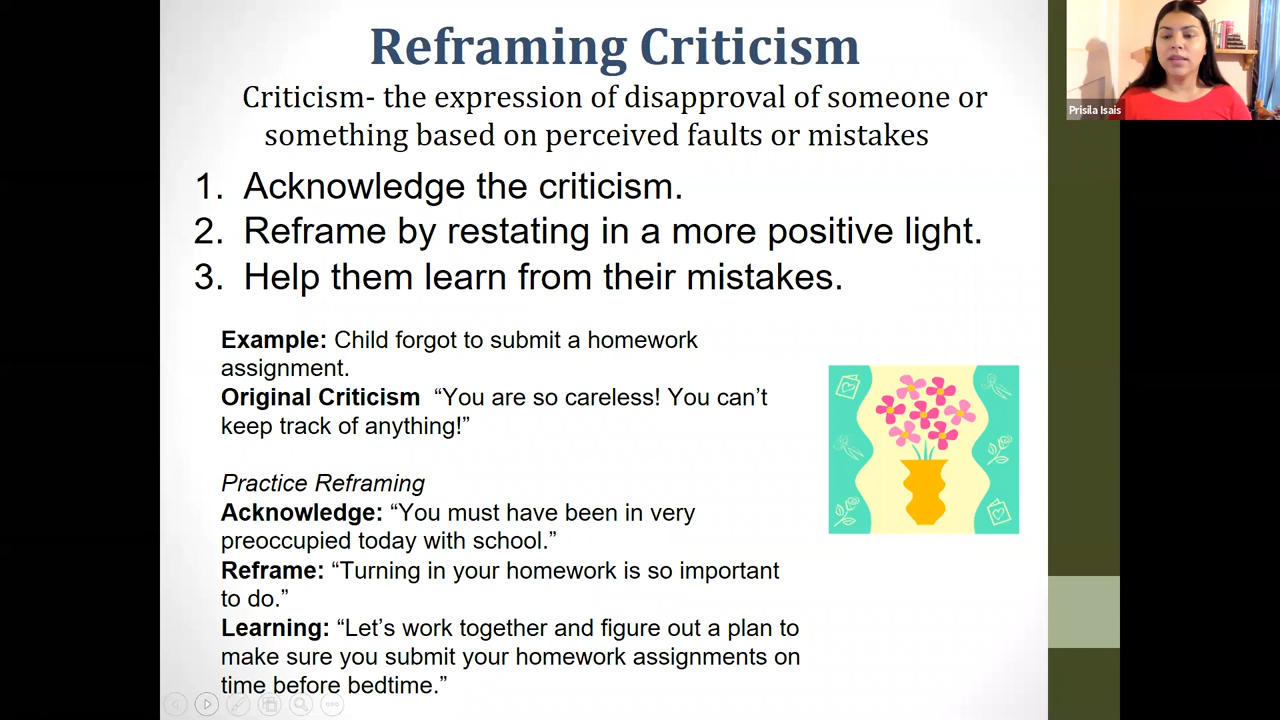 Reframing Criticism
Criticism- the expression of disapproval of someone or
something based on perceived faults or mistakes
1. Acknowledge the criticism.
2. Reframe by restating in a more positive light.
3. Help them learn from their mistakes.
Example: Child forgot to submit a homework
assignment.
Original Criticism “You are so careless! You can’t
keep track of anything!”
Practice Reframing
Acknowledge: “You must have been in very
preoccupied today with school.”
Reframe: “Turning in your homework is so important
to do.”
Learning: “Let’s work together and figure out a plan to
make sure you submit your homework assignments on
time before bedtime.”
Prisila Isais